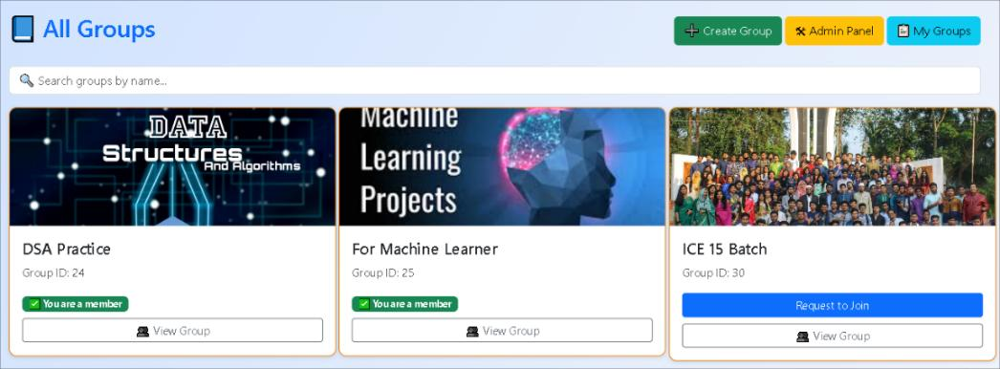 All Groups
Create Group
Admin Panel
My Groups
Search groups by name...
DATA
Structures
And Algorithms
Machine
Learning
Projects
DSA Practice
For Machine Learner
ICE 15 Batch
Group ID: 24
Group ID: 25
Group ID: 30
You are a member
You are a member
Request to Join
View Group
View Group
View Group